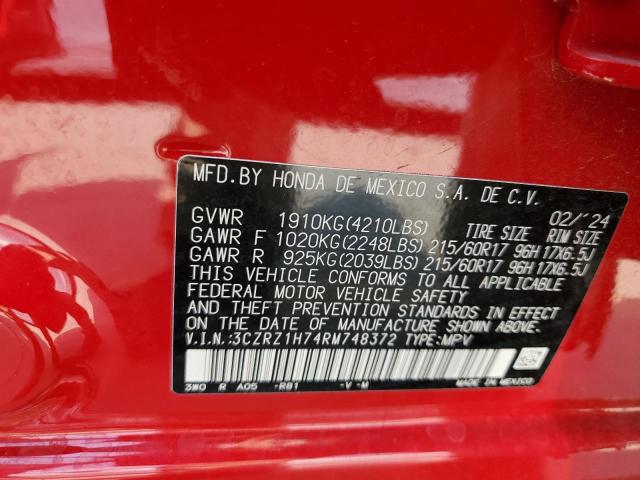 MFD.BY HONDA DE MEXICO S.A. DE C.V.
02/'24
GVWR 1910KG(4210LBS) TIRE SIZE RIM SIZE
GAWR F 1020KG(2248LBS) 215/60R17 96H 17X6.5J
GAWR R 925KG(2039LBS) 215/60R17 96H 17X6.5J
THIS VEHICLE CONFORMS TO ALL APPLICABLE
FEDERAL MOTOR VEHICLE SAFETY
AND THEFT PREVENTION STANDARDS IN EFFECT
ON THE DATE OF MANUFACTURE SHOWN ABOVE.
V.I.N.:3CZRZ1H74RM748372 TYPE:MPV
3W0 R A05 -R81 -V -M MADE IN MEXICO